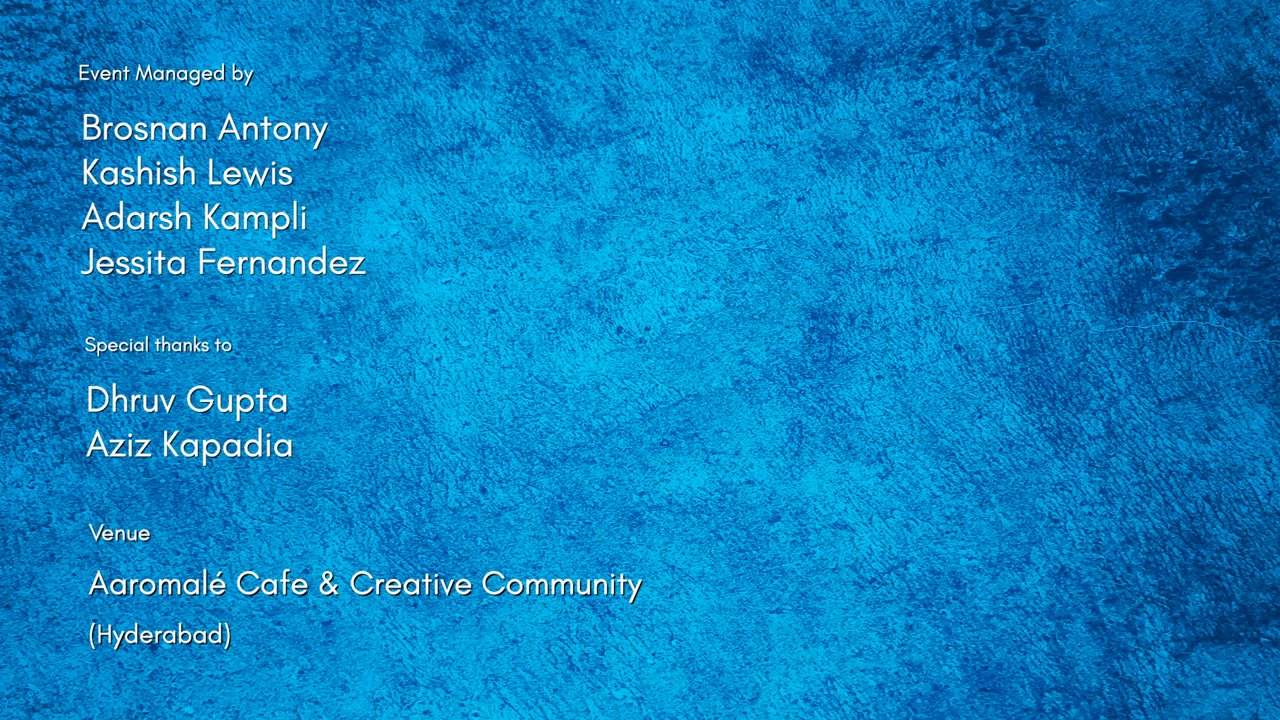 Event Managed by
Brosnan Antony
Kashish Lewis
Adarsh Kampli
Jessita Fernandez
Special thanks to
Dhruv Gupta
Aziz Kapadia
Venue
Aaromalé Cafe & Creative Community
(Hyderabad)